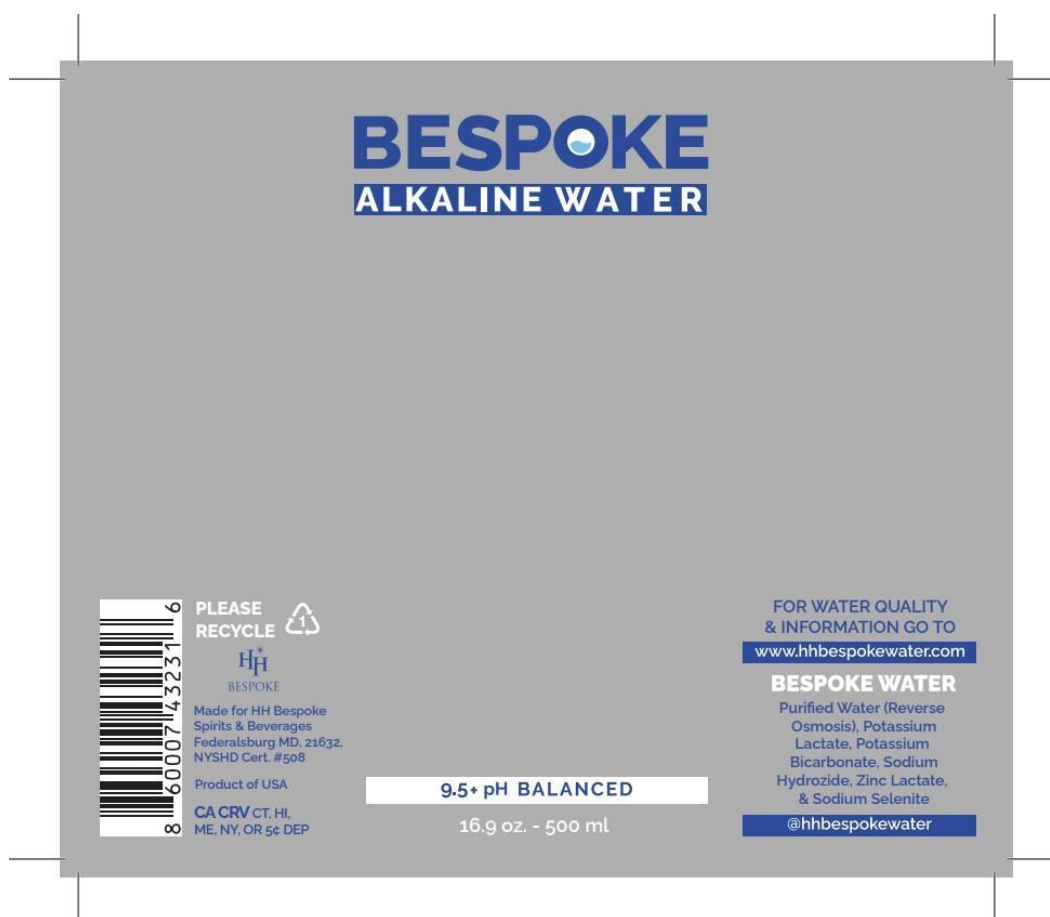 BESPOKE
ALKALINE WATER
8 60007 43231 6
PLEASE
RECYCLE
1
HH
BESPOKE
Made for HH Bespoke
Spirits & Beverages
Federalsburg MD, 21632,
NYSHD Cert. #508
Product of USA
CA CRV CT, HI,
ME, NY, OR 5¢ DEP
9.5+ pH BALANCED
16.9 oz. - 500 ml
FOR WATER QUALITY
& INFORMATION GO TO
www.hhbespokewater.com
BESPOKE WATER
Purified Water (Reverse
Osmosis), Potassium
Lactate, Potassium
Bicarbonate, Sodium
Hydrozide, Zinc Lactate,
& Sodium Selenite
@hhbespokewater